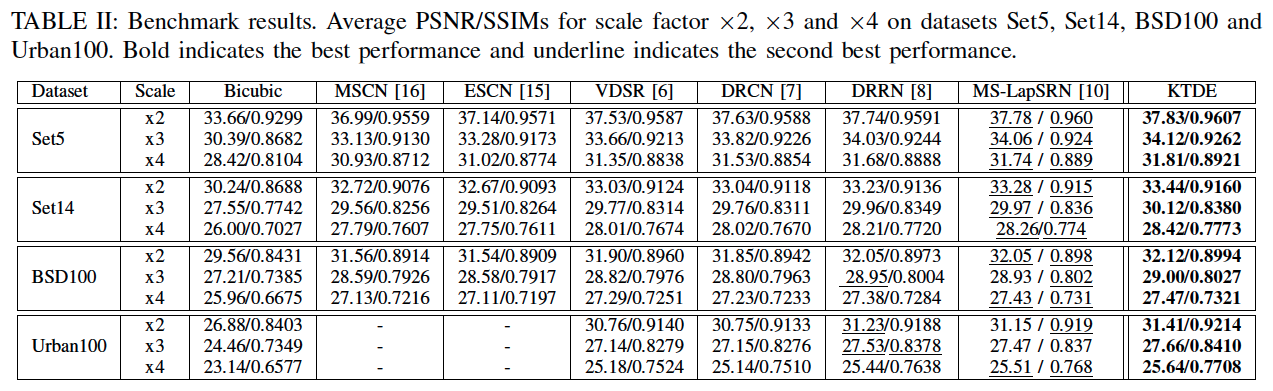 TABLE II: Benchmark results. Average PSNR/SSIMs for scale factor ×2, ×3 and ×4 on datasets Set5, Set14, BSD100 and
Urban100. Bold indicates the best performance and underline indicates the second best performance.
Dataset Scale Bicubic MSCN [16] ESCN [15] VDSR [6] DRCN [7] DRRN [8] MS-LapSRN [10] KTDE
x2 33.66/0.9299 36.99/0.9559 37.14/0.9571 37.53/0.9587 37.63/0.9588 37.74/0.9591 37.78 / 0.960 37.83/0.9607
Set5 x3 30.39/0.8682 33.13/0.9130 33.28/0.9173 33.66/0.9213 33.82/0.9226 34.03/0.9244 34.06 / 0.924 34.12/0.9262
x4 28.42/0.8104 30.93/0.8712 31.02/0.8774 31.35/0.8838 31.53/0.8854 31.68/0.8888 31.74 / 0.889 31.81/0.8921
x2 30.24/0.8688 32.72/0.9076 32.67/0.9093 33.03/0.9124 33.04/0.9118 33.23/0.9136 33.28 / 0.915 33.44/0.9160
Set14 x3 27.55/0.7742 29.56/0.8256 29.51/0.8264 29.77/0.8314 29.76/0.8311 29.96/0.8349 29.97 / 0.836 30.12/0.8380
x4 26.00/0.7027 27.79/0.7607 27.75/0.7611 28.01/0.7674 28.02/0.7670 28.21/0.7720 28.26/0.774 28.42/0.7773
x2 29.56/0.8431 31.56/0.8914 31.54/0.8909 31.90/0.8960 31.85/0.8942 32.05/0.8973 32.05 / 0.898 32.12/0.8994
BSD100 x3 27.21/0.7385 28.59/0.7926 28.58/0.7917 28.82/0.7976 28.80/0.7963 28.95/0.8004 28.93 / 0.802 29.00/0.8027
x4 25.96/0.6675 27.13/0.7216 27.11/0.7197 27.29/0.7251 27.23/0.7233 27.38/0.7284 27.43 / 0.731 27.47/0.7321
x2 26.88/0.8403 - - 30.76/0.9140 30.75/0.9133 31.23/0.9188 31.15 / 0.919 31.41/0.9214
Urban100 x3 24.46/0.7349 - - 27.14/0.8279 27.15/0.8276 27.53/0.8378 27.47 / 0.837 27.66/0.8410
x4 23.14/0.6577 - - 25.18/0.7524 25.14/0.7510 25.44/0.7638 25.51 / 0.768 25.64/0.7708